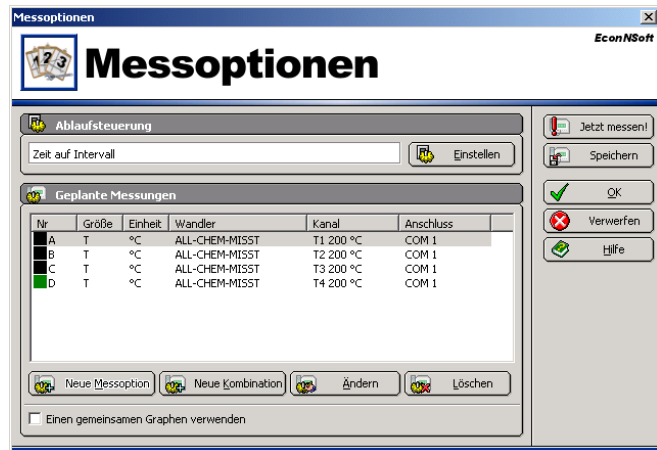 Messoptionen
EconNSoft
123
Messoptionen
Ablaufsteuerung
Zeit auf Intervall
Einstellen
Geplante Messungen
Nr Größe Einheit Wandler Kanal Anschluss
A T °C ALL-CHEM-MISST T1 200 °C COM 1
B T °C ALL-CHEM-MISST T2 200 °C COM 1
C T °C ALL-CHEM-MISST T3 200 °C COM 1
D T °C ALL-CHEM-MISST T4 200 °C COM 1
Neue Messoption Neue Kombination Ändern Löschen
Einen gemeinsamen Graphen verwenden
Jetzt messen!
Speichern
OK
Verwerfen
Hilfe